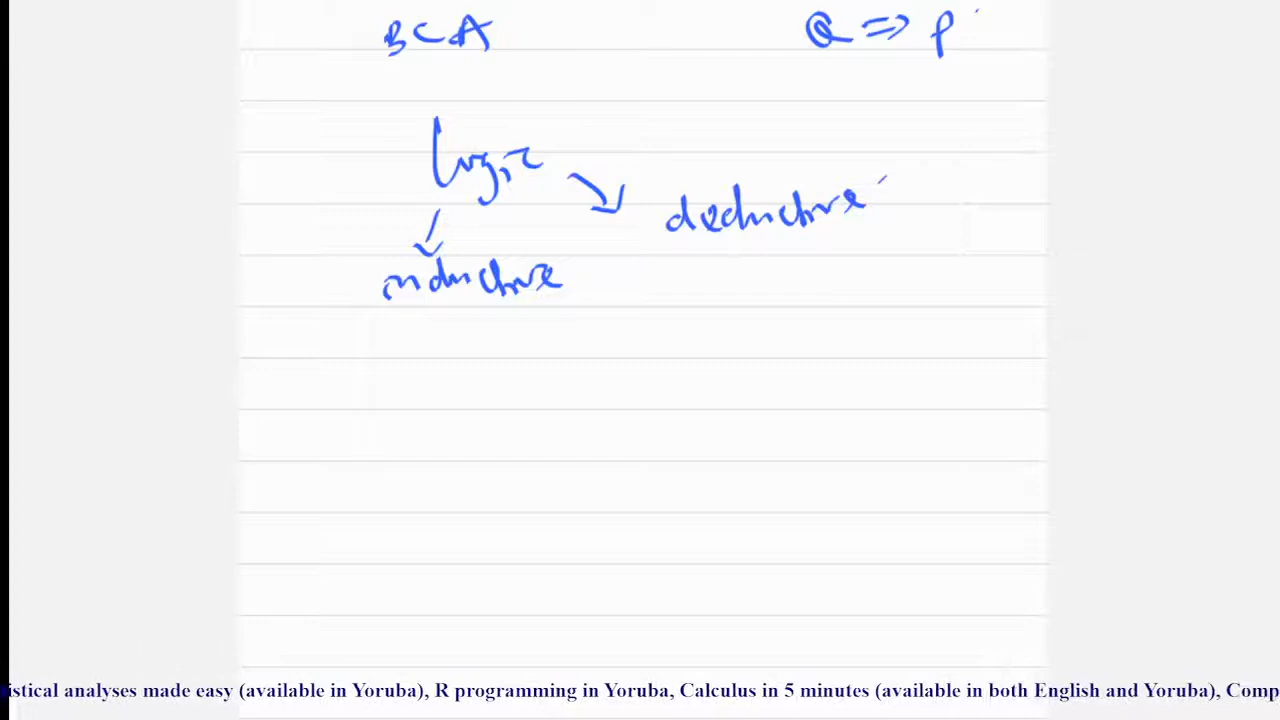 B ⊂ A
Q ⇒ P
Logic
deductive
inductive
istical analyses made easy (available in Yoruba), R programming in Yoruba, Calculus in 5 minutes (available in both English and Yoruba), Comp